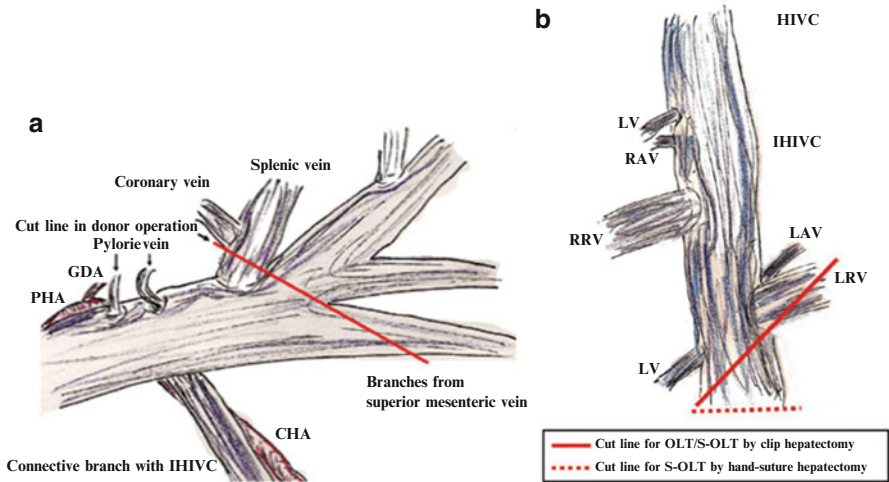 a
Coronary vein
Splenic vein
Cut line in donor operation
Pylorievein
GDA
PHA
Branches from
superior mesenteric vein
CHA
Connective branch with IHIVC
b
HIVC
LV
IHIVC
RAV
RRV
LAV
LRV
LV
Cut line for OLT/S-OLT by clip hepatectomy
Cut line for S-OLT by hand-suture hepatectomy